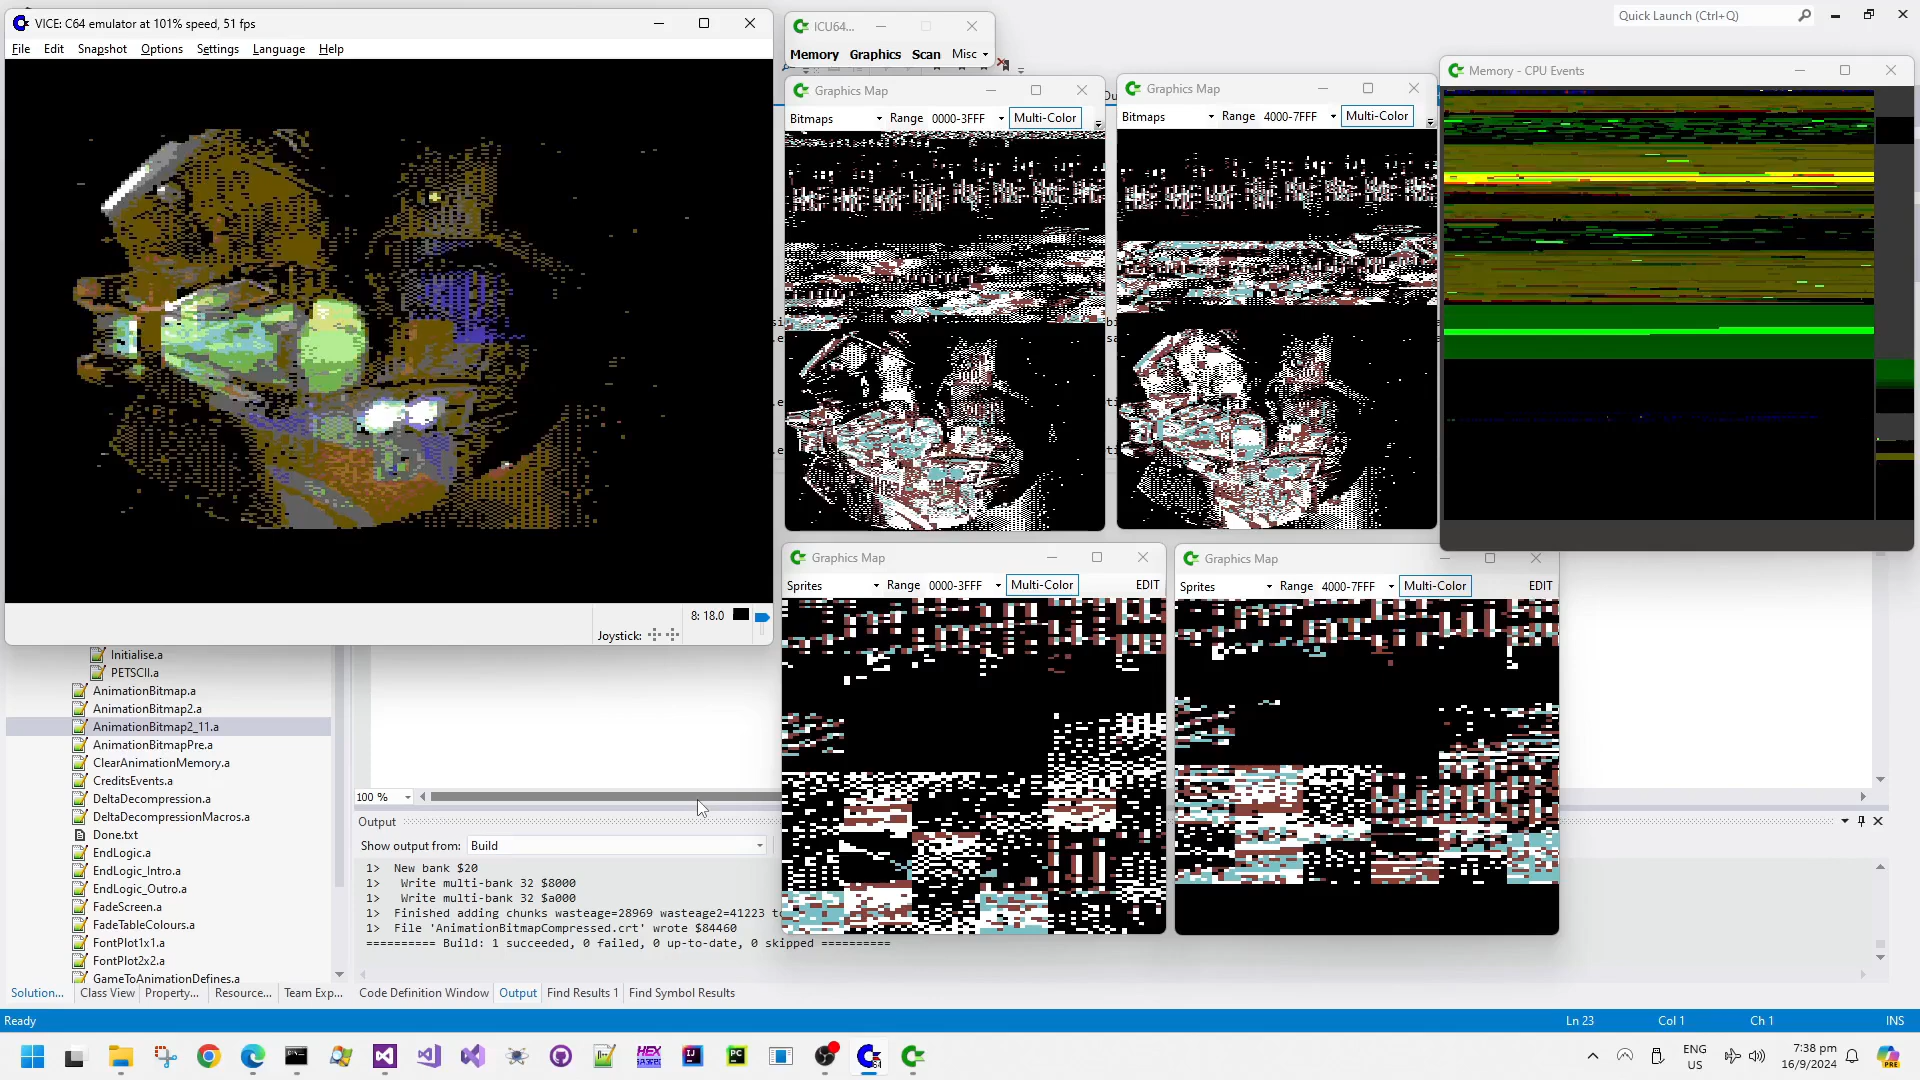 VICE: C64 emulator at 101% speed, 51 fps
File Edit Snapshot Options Settings Language Help
8: 18.0
Joystick:
ICU64...
Memory Graphics Scan Misc
Quick Launch (Ctrl+Q)
Graphics Map
Bitmaps Range 0000-3FFF Multi-Color
Graphics Map
Bitmaps Range 4000-7FFF Multi-Color
Memory - CPU Events
Graphics Map
Sprites Range 0000-3FFF Multi-Color EDIT
Graphics Map
Sprites Range 4000-7FFF Multi-Color EDIT
Initialise.a
PETSCII.a
AnimationBitmap.a
AnimationBitmap2.a
AnimationBitmap2_11.a
AnimationBitmapPre.a
ClearAnimationMemory.a
CreditsEvents.a
DeltaDecompression.a
DeltaDecompressionMacros.a
Done.txt
EndLogic.a
EndLogic_Intro.a
EndLogic_Outro.a
FadeScreen.a
FadeTableColours.a
FontPlot1x1.a
FontPlot2x2.a
GameToAnimationDefines.a
Solution... Class View Property... Resource... Team Exp...
100 %
Output
Show output from: Build
1> New bank $20
1> Write multi-bank 32 $8000
1> Write multi-bank 32 $a000
1> Finished adding chunks wasteage=28969 wasteage2=41223
1> File 'AnimationBitmapCompressed.crt' wrote $84460
========== Build: 1 succeeded, 0 failed, 0 up-to-date, 0 skipped ==========
Code Definition Window Output Find Results 1 Find Symbol Results
Ready Ln 23 Col 1 Ch 1 INS
ENG
US
7:38 pm
16/9/2024